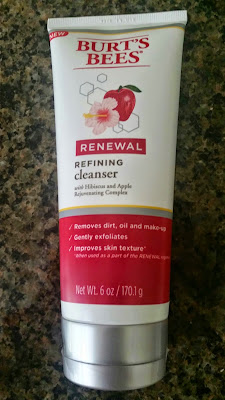 NEW
BURT'S
BEES®
RENEWAL
REFINING
cleanser
with Hibiscus and Apple
Rejuvenating Complex
✓ Removes dirt, oil and make-up
✓ Gently exfoliates
✓ Improves skin texture*
*When used as a part of the RENEWAL
Net Wt. 6 oz / 170.1 g